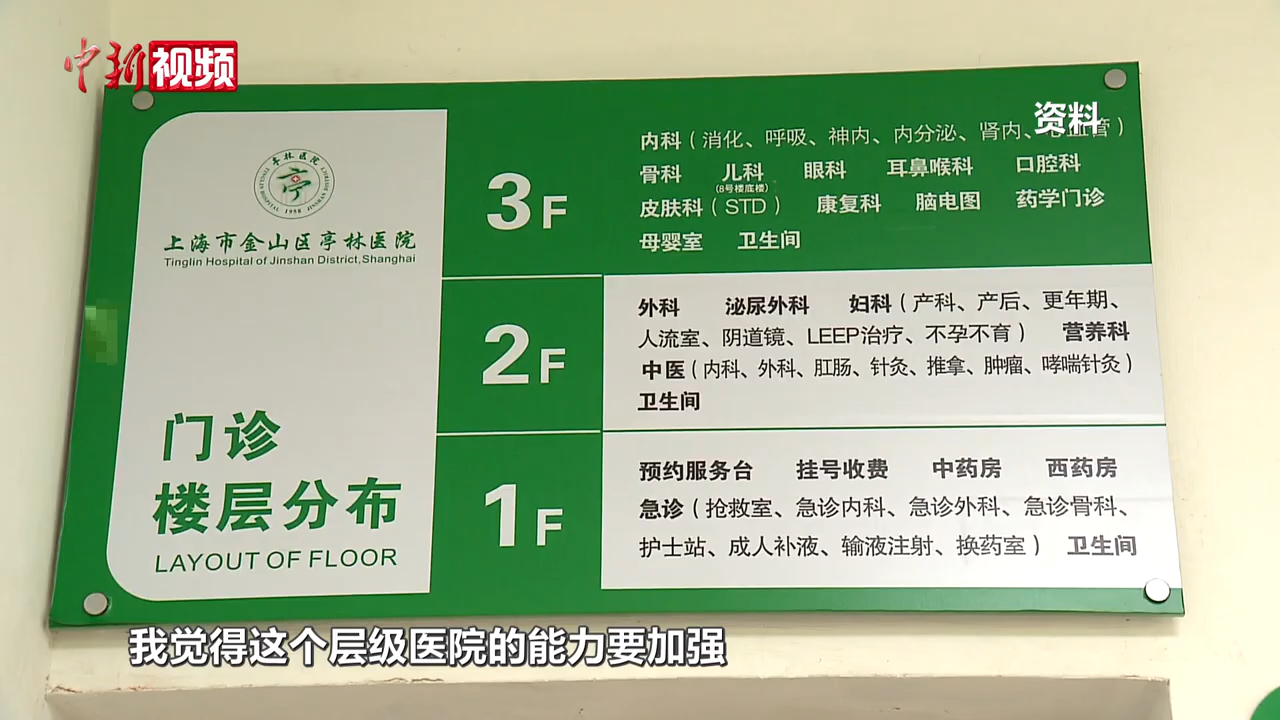 中新视频
资料
亭林医院
TINGLIN HOSPITAL JINSHAN
1958
上海市金山区亭林医院
Tinglin Hospital of Jinshan District,Shanghai
门诊
楼层分布
LAYOUT OF FLOOR
3F
内科（消化、呼吸、神内、内分泌、肾内、心血管）
骨科 儿科 眼科 耳鼻喉科 口腔科
（8号楼底楼）
皮肤科（STD） 康复科 脑电图 药学门诊
母婴室 卫生间
2F
外科 泌尿外科 妇科（产科、产后、更年期、
人流室、阴道镜、LEEP治疗、不孕不育） 营养科
中医（内科、外科、肛肠、针灸、推拿、肿瘤、哮喘针灸）
卫生间
1F
预约服务台 挂号收费 中药房 西药房
急诊（抢救室、急诊内科、急诊外科、急诊骨科、
护士站、成人补液、输液注射、换药室） 卫生间
我觉得这个层级医院的能力要加强